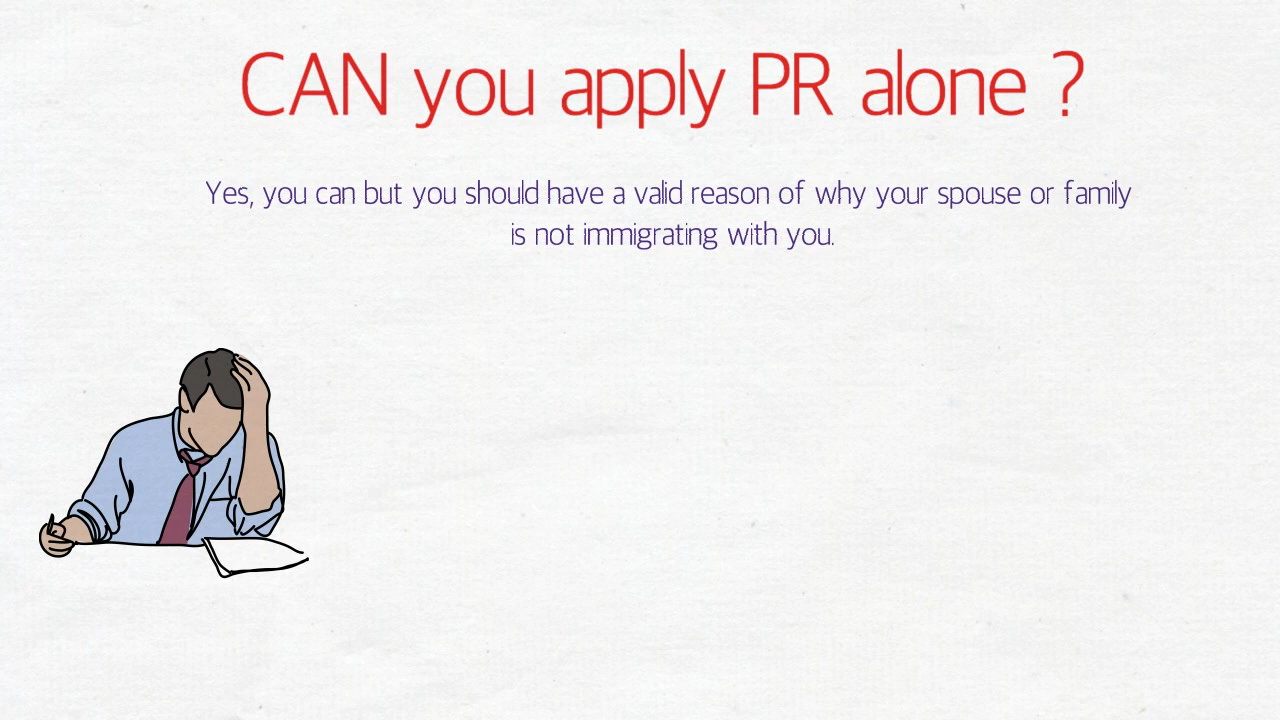 CAN you apply PR alone ?
Yes, you can but you should have a valid reason of why your spouse or family
is not immigrating with you.